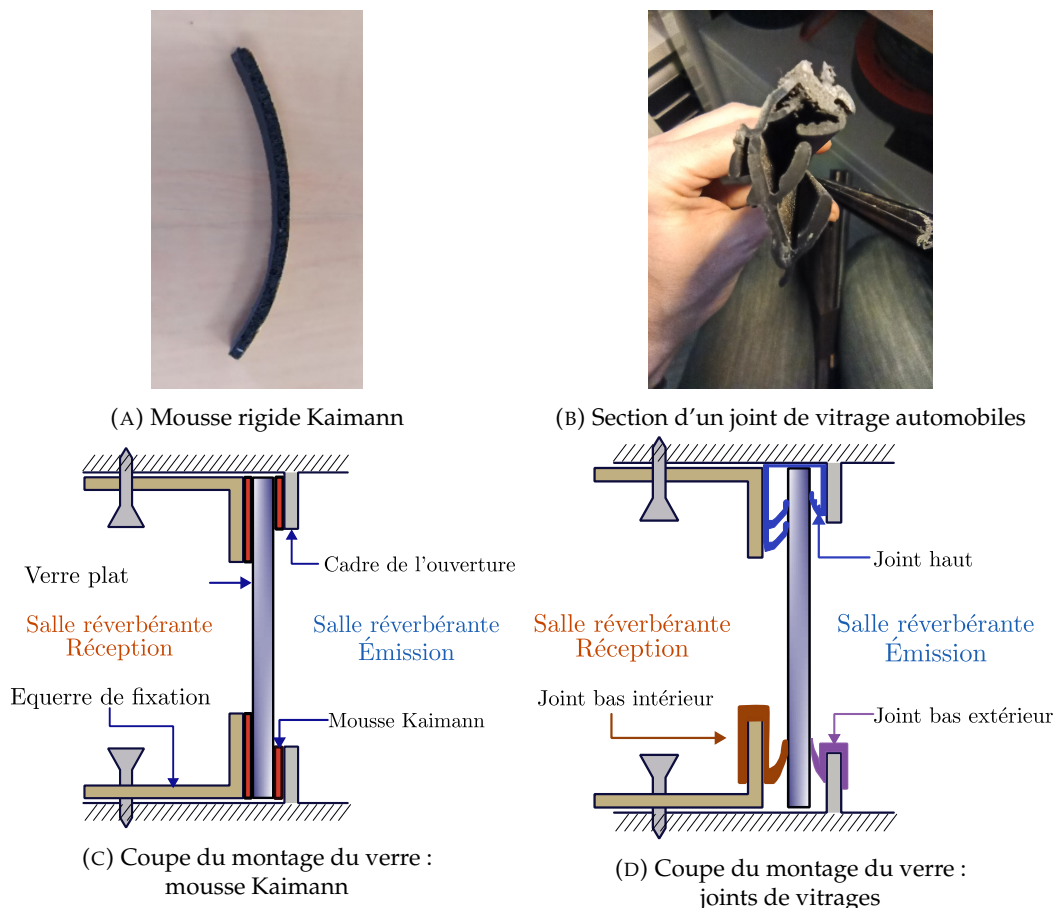 (A) Mousse rigide Kaimann
(B) Section d'un joint de vitrage automobiles
Verre plat
Cadre de l'ouverture
Salle réverbérante
Réception
Salle réverbérante
Émission
Equerre de fixation
Mousse Kaimann
(C) Coupe du montage du verre :
mousse Kaimann
Joint haut
Salle réverbérante
Réception
Salle réverbérante
Émission
Joint bas intérieur
Joint bas extérieur
(D) Coupe du montage du verre :
joints de vitrages